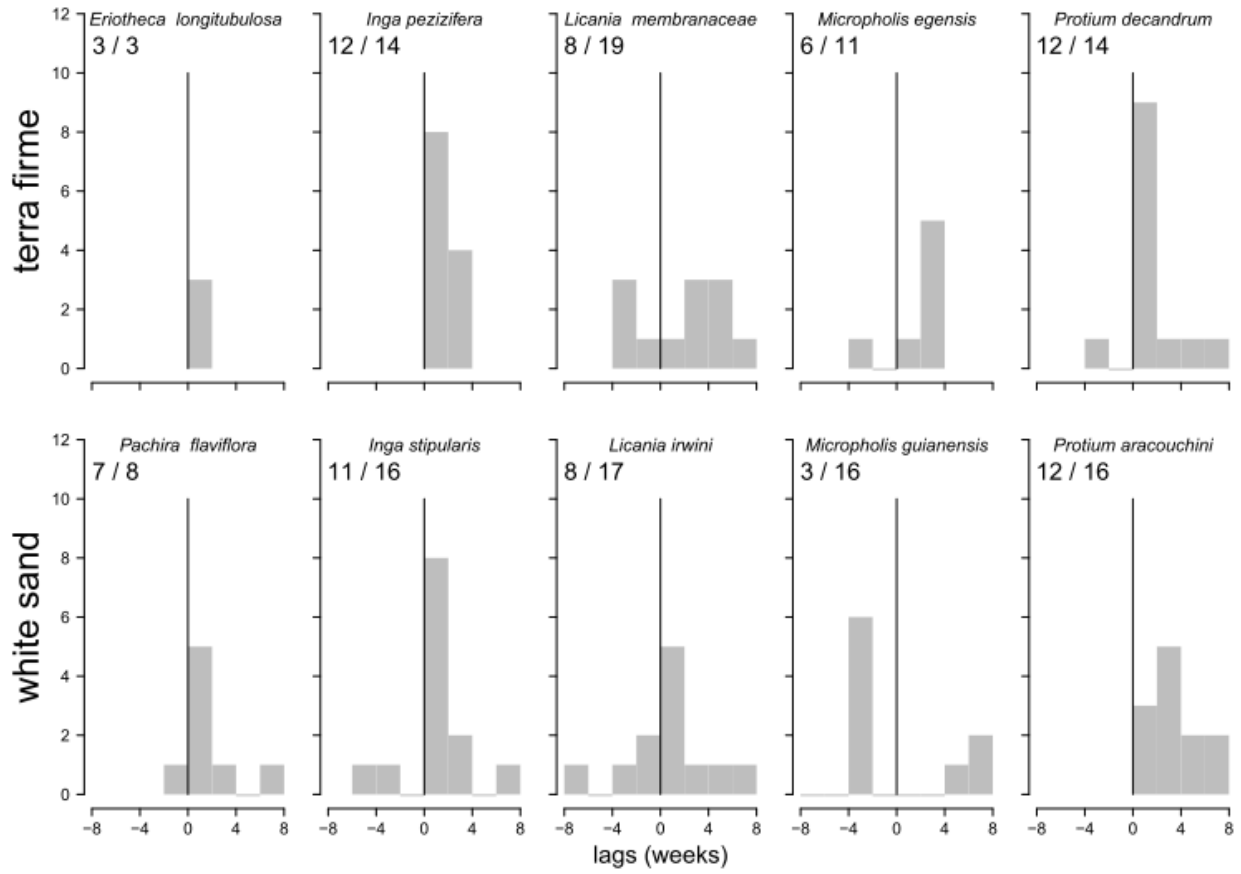 Eriotheca longitubulosa
3 / 3
Inga pezizifera
12 / 14
Licania membranaceae
8 / 19
Micropholis egensis
6 / 11
Protium decandrum
12 / 14
terra firme
12
10
8
6
4
2
0
Pachira flaviflora
7 / 8
Inga stipularis
11 / 16
Licania irwini
8 / 17
Micropholis guianensis
3 / 16
Protium aracouchini
12 / 16
white sand
12
10
8
6
4
2
0
−8 −4 0 4 8
−8 −4 0 4 8
−8 −4 0 4 8
−8 −4 0 4 8
−8 −4 0 4 8
lags (weeks)